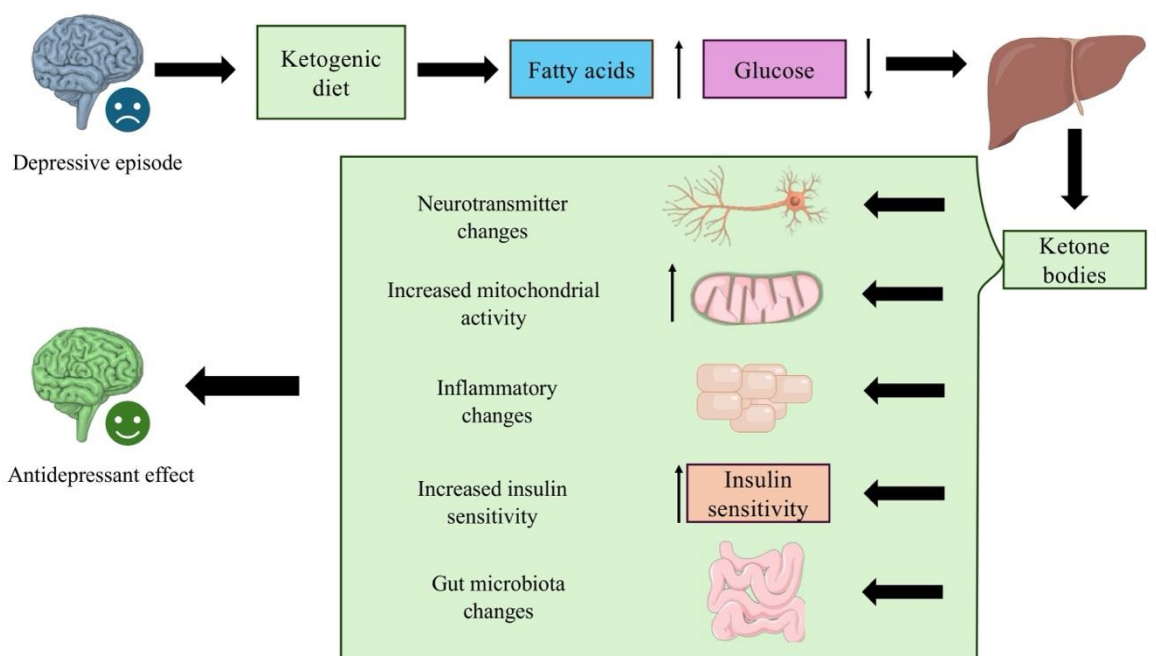 Ketogenic
diet
Fatty acids
Glucose
Depressive episode
Neurotransmitter
changes
Ketone
bodies
Increased mitochondrial
activity
Inflammatory
changes
Antidepressant effect
Increased insulin
sensitivity
Insulin
sensitivity
Gut microbiota
changes